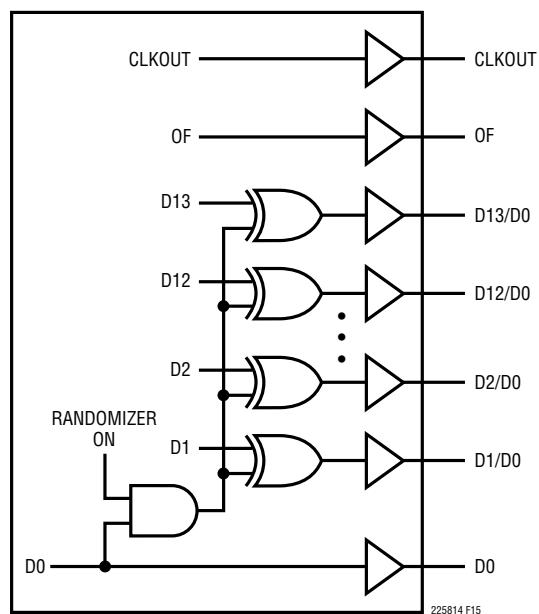 CLKOUT
CLKOUT
OF
OF
D13
D13/D0
D12
D12/D0
D2
D2/D0
RANDOMIZER
ON
D1
D1/D0
D0
D0
225814 F15